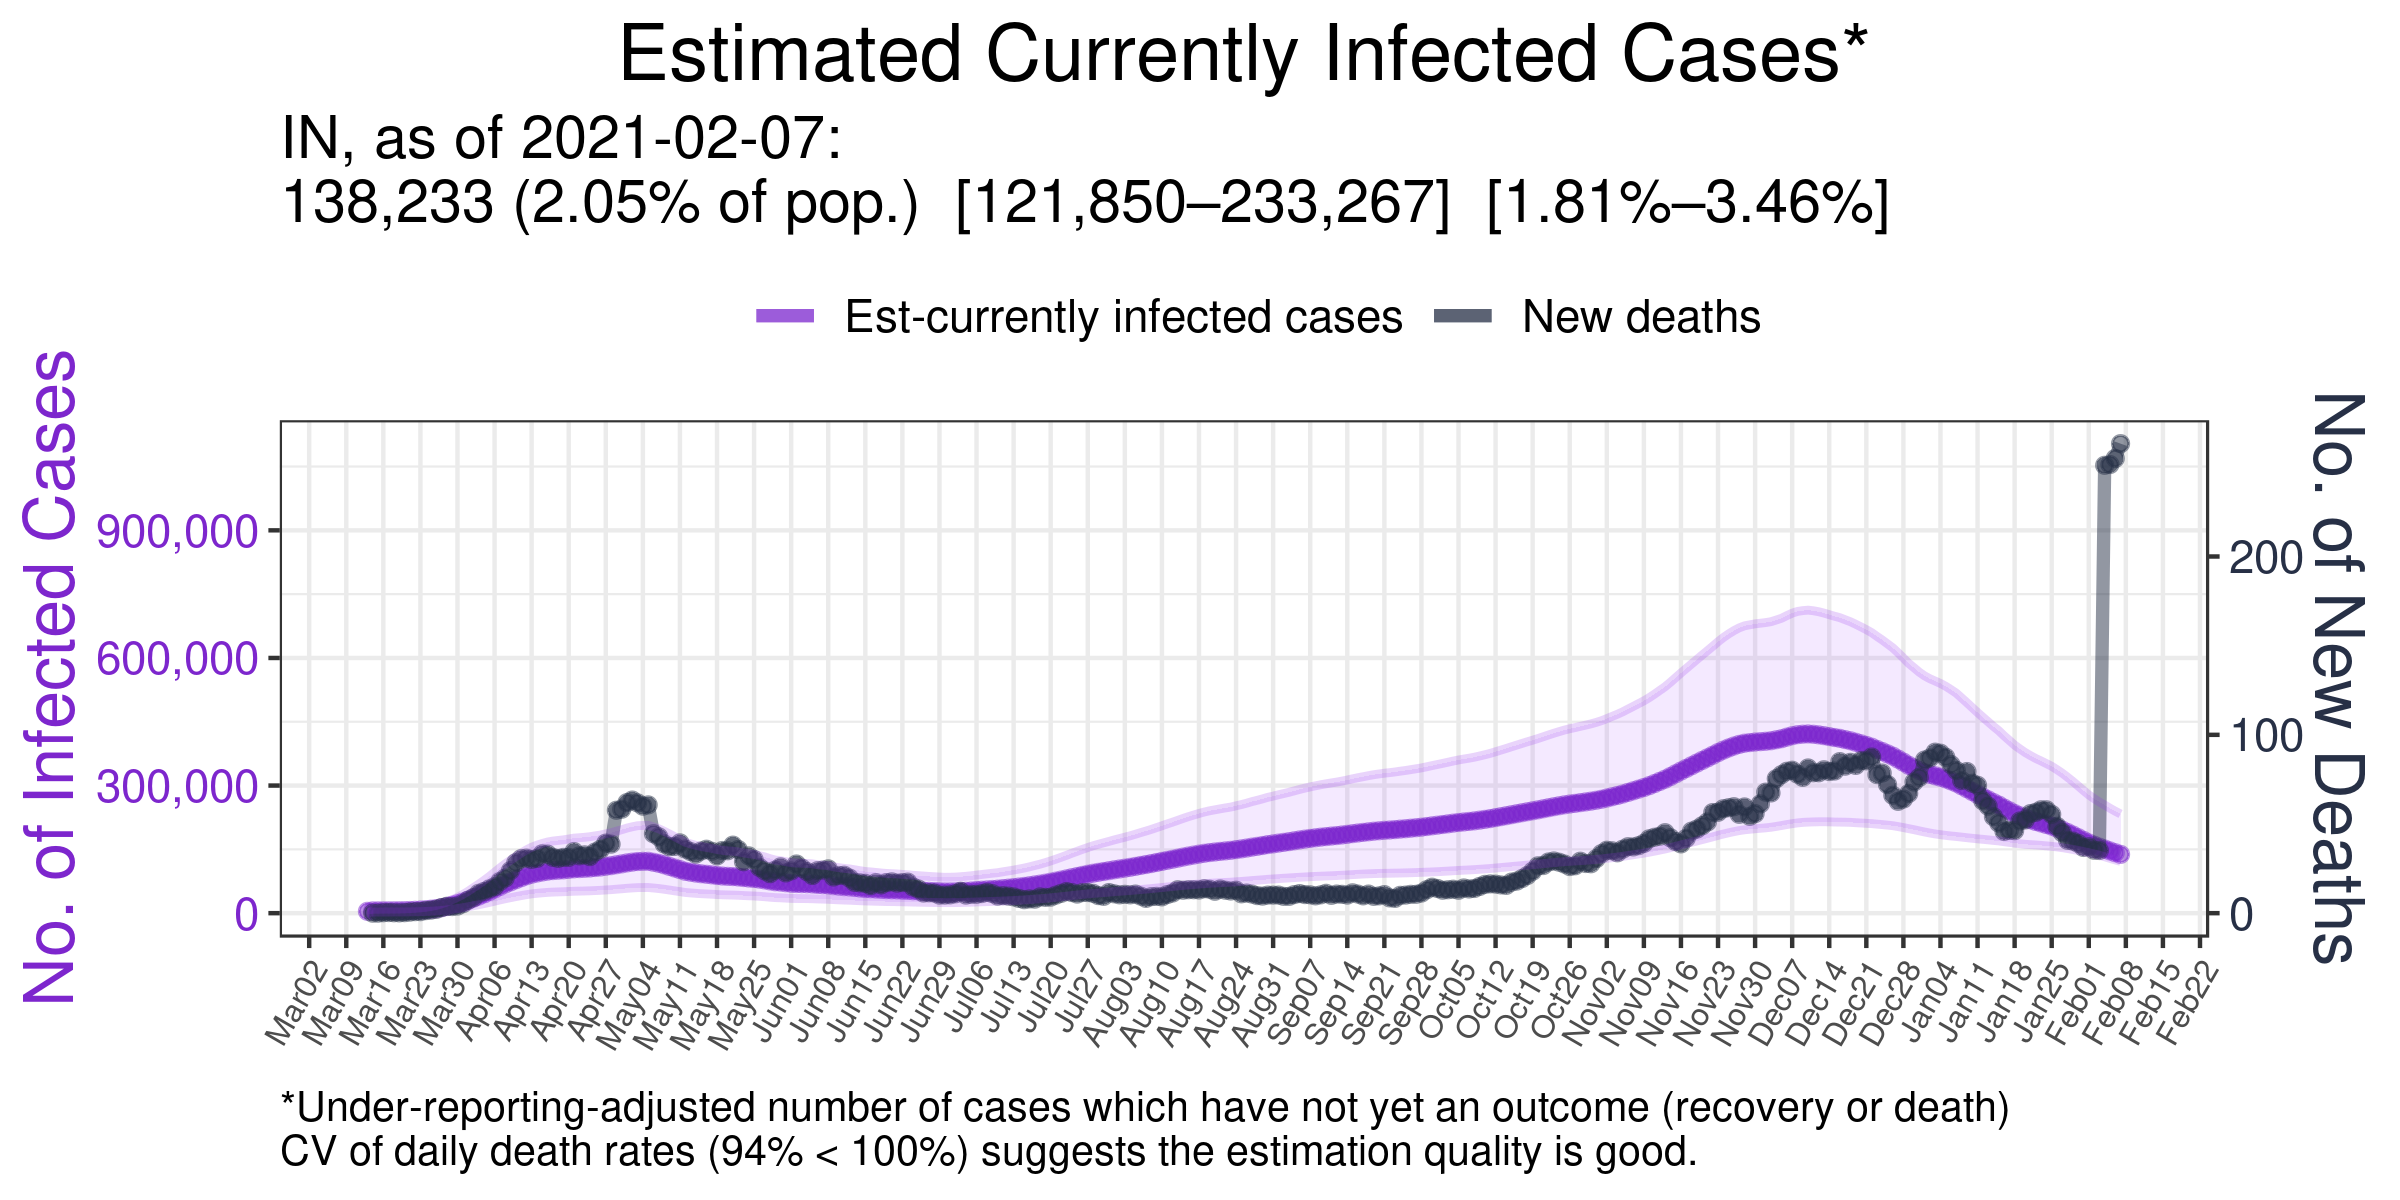 Estimated Currently Infected Cases*
IN, as of 2021-02-07:
138,233 (2.05% of pop.) [121,850–233,267] [1.81%–3.46%]
Est-currently infected cases
New deaths
No. of Infected Cases
900,000
600,000
300,000
0
No. of New Deaths
200
100
0
Mar02
Mar09
Mar16
Mar23
Mar30
Apr06
Apr13
Apr20
Apr27
May04
May11
May18
May25
Jun01
Jun08
Jun15
Jun22
Jun29
Jul06
Jul13
Jul20
Jul27
Aug03
Aug10
Aug17
Aug24
Aug31
Sep07
Sep14
Sep21
Sep28
Oct05
Oct12
Oct19
Oct26
Nov02
Nov09
Nov16
Nov23
Nov30
Dec07
Dec14
Dec21
Dec28
Jan04
Jan11
Jan18
Jan25
Feb01
Feb08
Feb15
Feb22
*Under-reporting-adjusted number of cases which have not yet an outcome (recovery or death)
CV of daily death rates (94% < 100%) suggests the estimation quality is good.